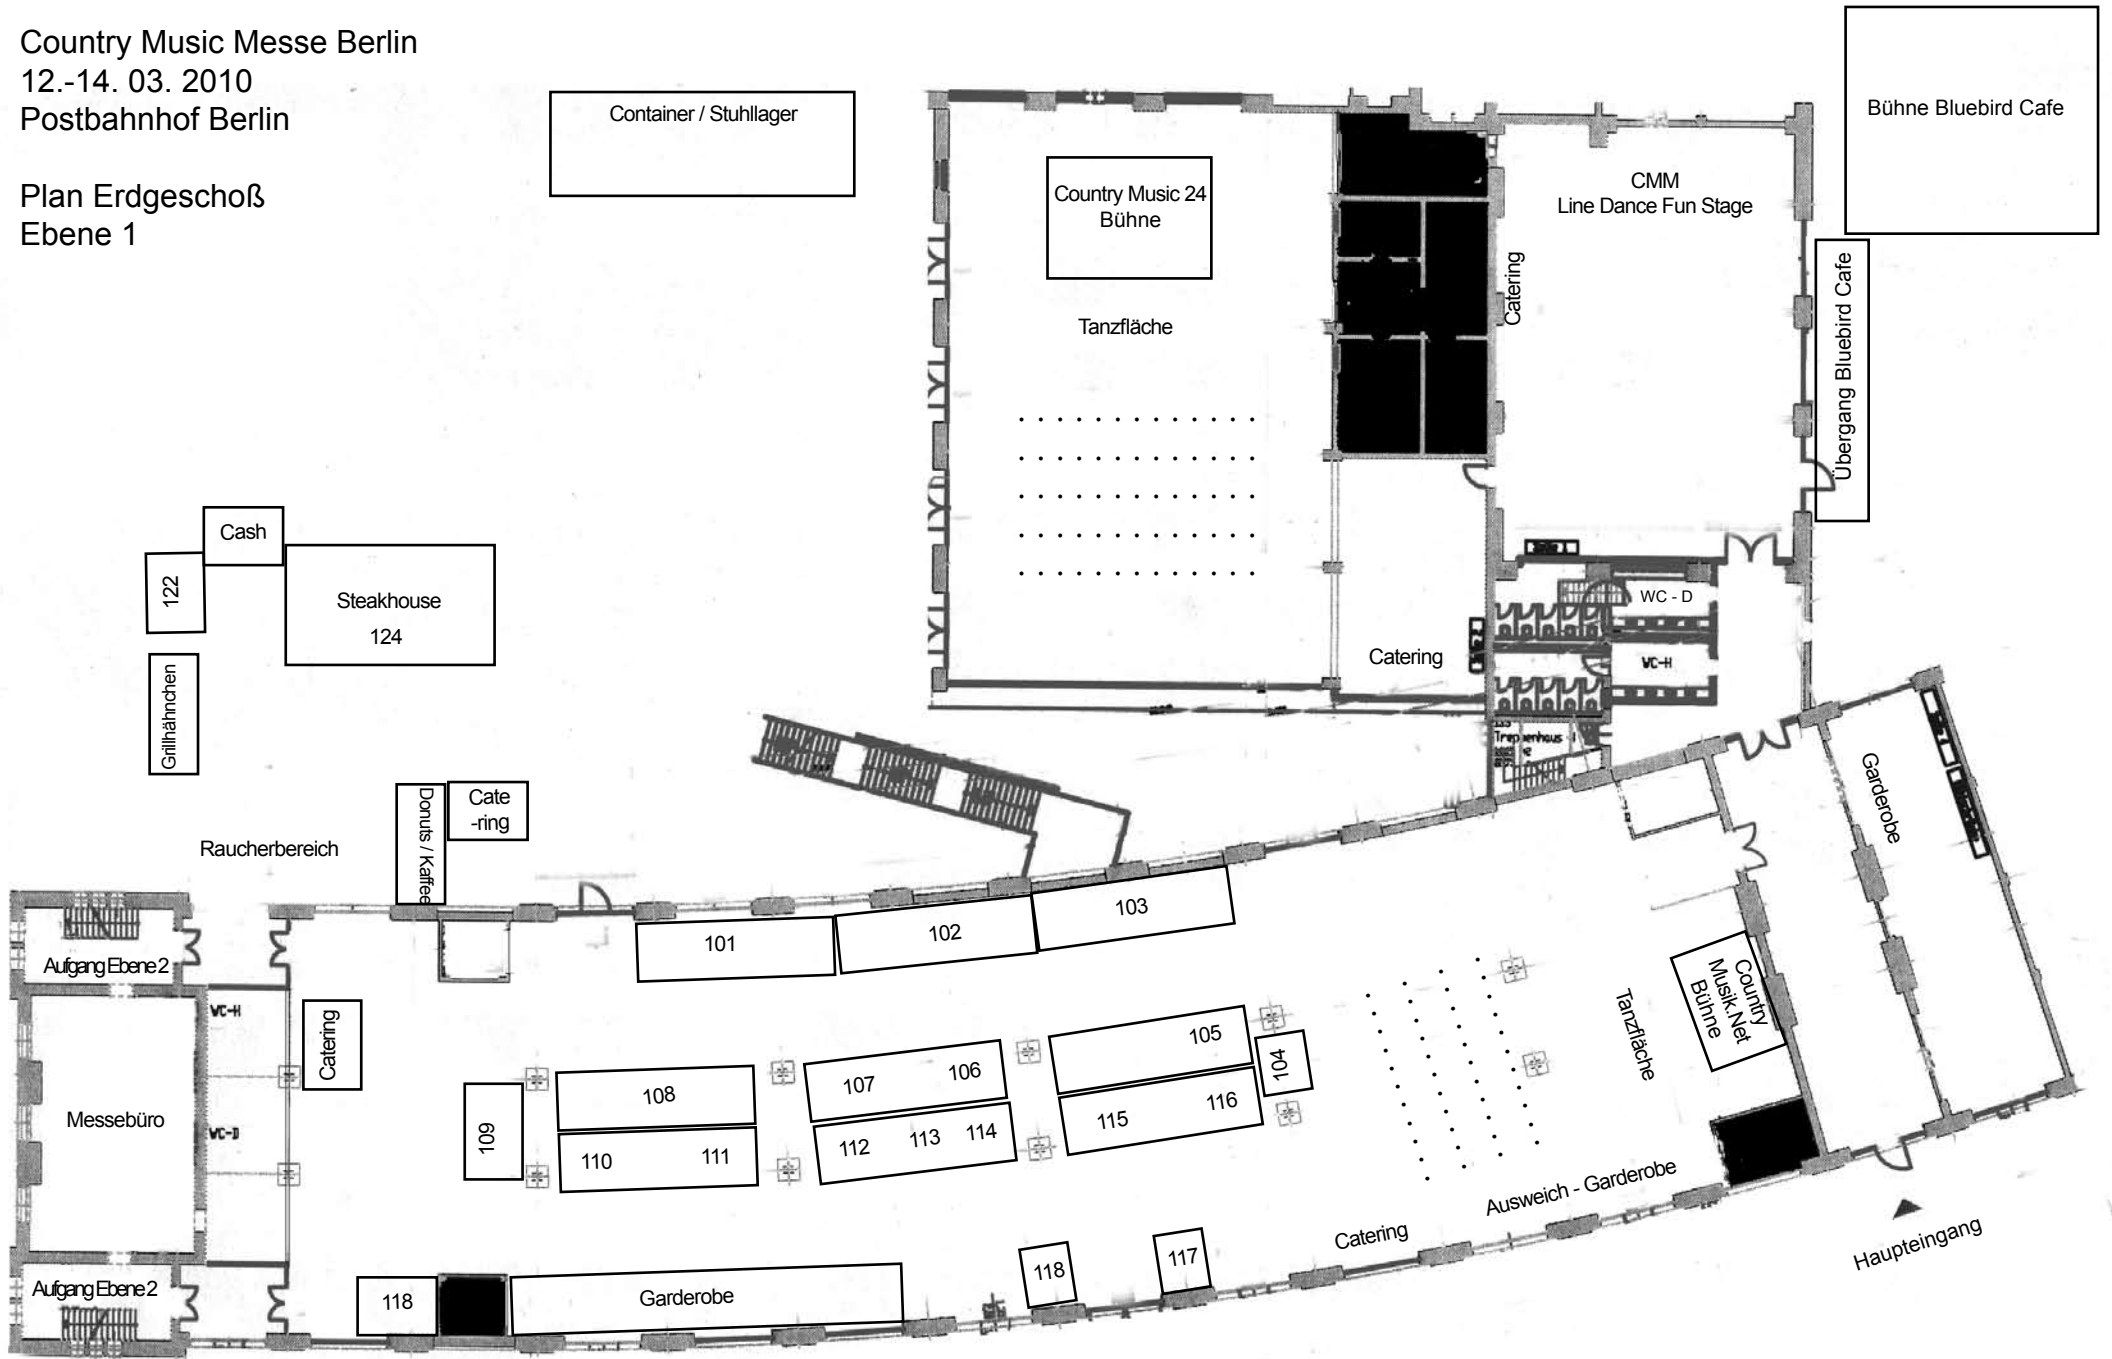 Country Music Messe Berlin
12.-14. 03. 2010
Postbahnhof Berlin
Plan Erdgeschoß
Ebene 1
Container / Stuhllager
Bühne Bluebird Cafe
Country Music 24
Bühne
CMM
Line Dance Fun Stage
Catering
Übergang Bluebird Cafe
Tanzfläche
Cash
122
Steakhouse
124
WC - D
Catering
WC-H
Grillhähnchen
Treppenhaus
Garderobe
Donuts / Kaffee
Cate
-ring
Raucherbereich
101
102
103
Aufgang Ebene 2
WC-H
Catering
Country
Musik.Net
Bühne
Tanzfläche
105
104
106
107
108
109
Messebüro
WC-D
110
111
112
113
114
115
116
Ausweich - Garderobe
Catering
Haupteingang
117
118
Aufgang Ebene 2
118
Garderobe